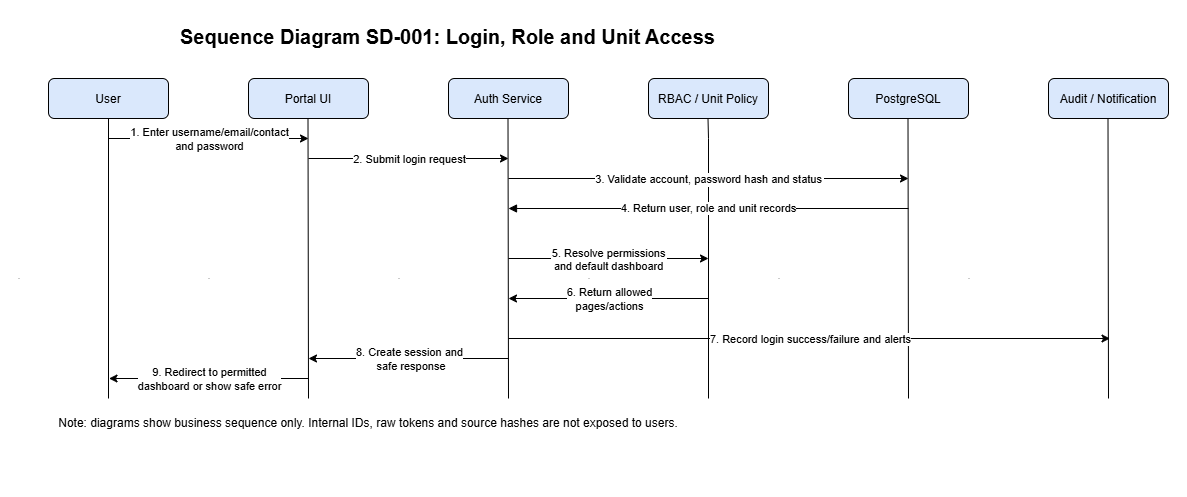 Sequence Diagram SD-001: Login, Role and Unit Access
User
Portal UI
Auth Service
RBAC / Unit Policy
PostgreSQL
Audit / Notification
1. Enter username/email/contact
and password
2. Submit login request
3. Validate account, password hash and status
4. Return user, role and unit records
5. Resolve permissions
and default dashboard
6. Return allowed
pages/actions
7. Record login success/failure and alerts
8. Create session and
safe response
9. Redirect to permitted
dashboard or show safe error
Note: diagrams show business sequence only. Internal IDs, raw tokens and source hashes are not exposed to users.